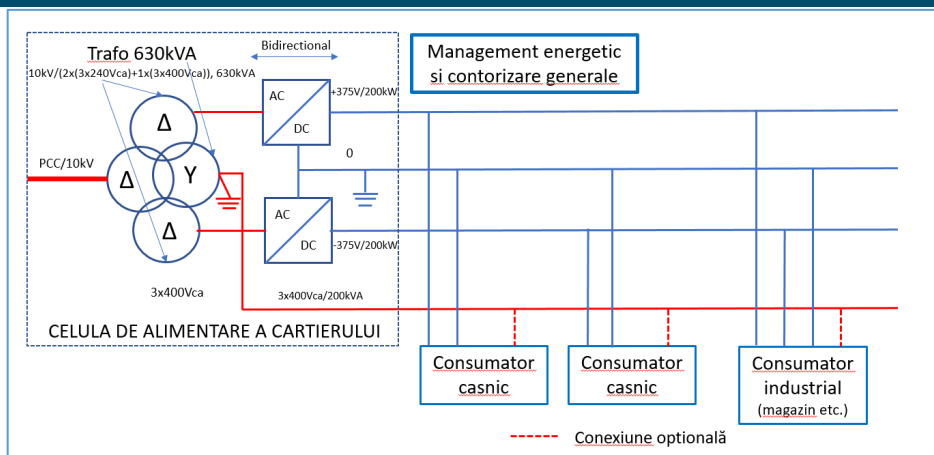 Trafo 630kVA
10kV/(2x(3x240Vca)+1x(3x400Vca)), 630kVA
Bidirectional
Management energetic
si contorizare generale
AC
DC
+375V/200kW
Δ
PCC/10kV
Δ
Y
0
Δ
AC
DC
-375V/200kW
3x400Vca
3x400Vca/200kVA
CELULA DE ALIMENTARE A CARTIERULUI
Consumator
casnic
Consumator
casnic
Consumator
industrial
(magazin etc.)
Conexiune optională